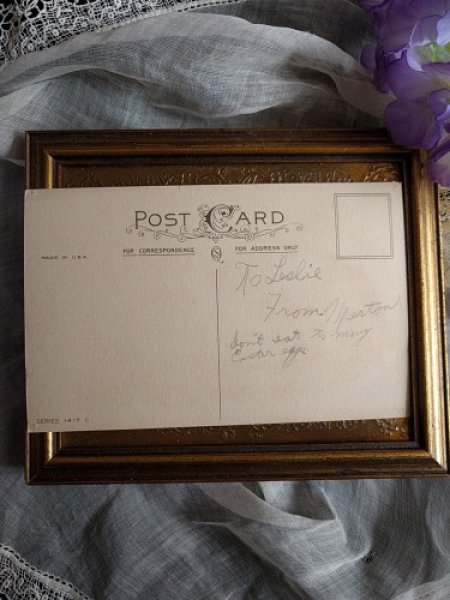 POST CARD
FOR CORRESPONDENCE
FOR ADDRESS ONLY
MADE IN U.S.A.
To Leslie
From Merton
don't eat to many
Easter eggs
SERIES 1417 C